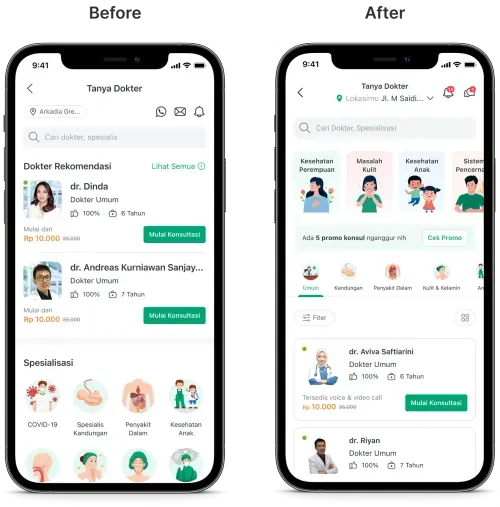 Before
After
9:41
Tanya Dokter
Arkadia Gre...
Cari dokter, spesialis
Dokter Rekomendasi
Lihat Semua
dr. Dinda
Dokter Umum
100%
6 Tahun
Mulai dari
Rp 10.000 35.000
Mulai Konsultasi
dr. Andreas Kurniawan Sanjay...
Dokter Umum
100%
7 Tahun
Mulai dari
Rp 10.000 35.000
Mulai Konsultasi
Spesialisasi
COVID-19
Spesialis
Kandungan
Penyakit
Dalam
Kesehatan
Anak
9:41
Tanya Dokter
Lokasimu Jl. M Saidi...
Cari Dokter, Spesialisasi
Kesehatan
Perempuan
Masalah
Kulit
Kesehatan
Anak
Sistem
Pencerna
Ada 5 promo konsul nganggur nih
Cek Promo
Umum
Kandungan
Penyakit Dalam
Kulit & Kelamin
An
Filter
dr. Aviva Saftiarini
Dokter Umum
100%
6 Tahun
Tersedia voice & video call
Rp 10.000 35.000
Mulai Konsultasi
dr. Riyan
Dokter Umum
100%
7 Tahun